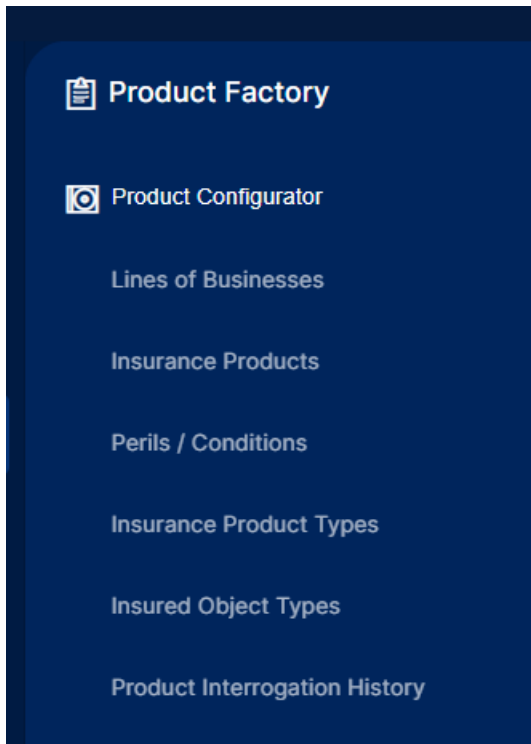 Product Factory
Product Configurator
Lines of Businesses
Insurance Products
Perils / Conditions
Insurance Product Types
Insured Object Types
Product Interrogation History